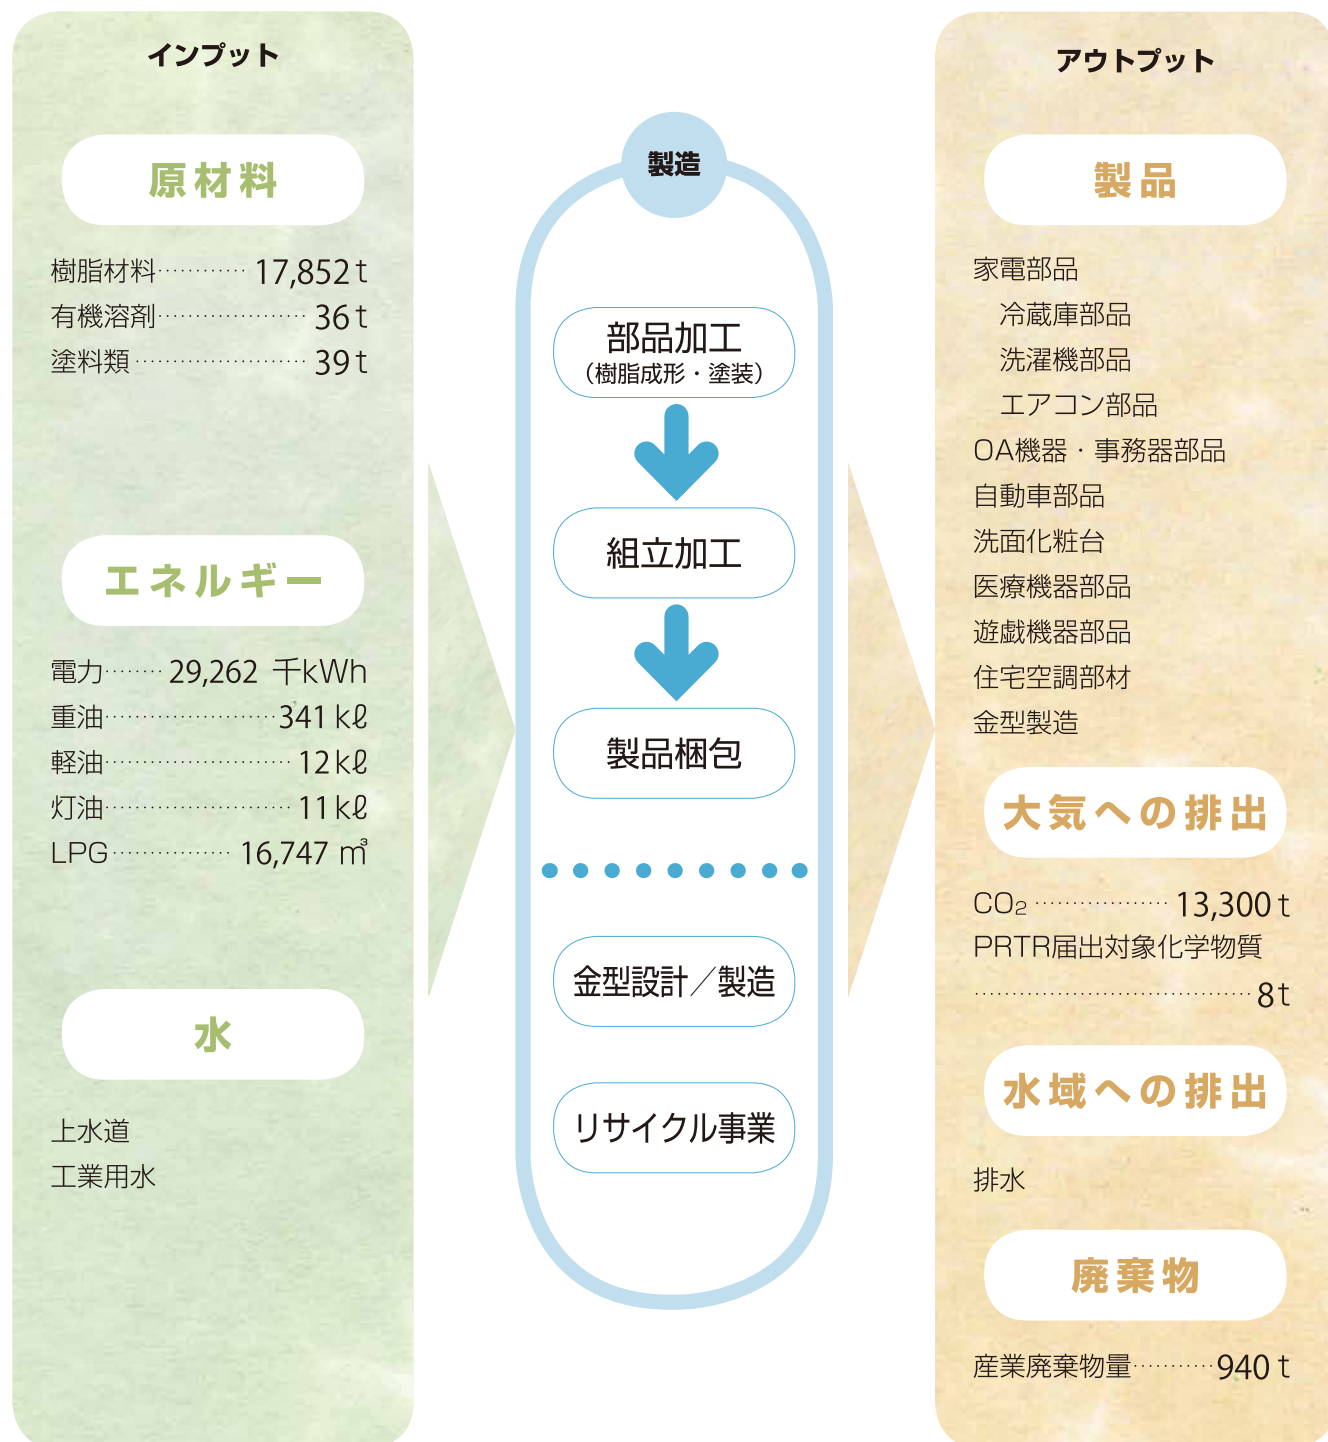 インプット
原材料
樹脂材料………… 17,852 t
有機溶剤………………… 36 t
塗料類 …………………… 39 t
エネルギー
電力……… 29,262 千kWh
重油……………………341 kℓ
軽油……………………… 12 kℓ
灯油……………………… 11 kℓ
LPG……………… 16,747 ㎥
水
上水道
工業用水
製造
部品加工
（樹脂成形・塗装）
組立加工
製品梱包
金型設計／製造
リサイクル事業
アウトプット
製品
家電部品
冷蔵庫部品
洗濯機部品
エアコン部品
OA機器・事務器部品
自動車部品
洗面化粧台
医療機器部品
遊戯機器部品
住宅空調部材
金型製造
大気への排出
CO₂ ……………… 13,300 t
PRTR届出対象化学物質
………………………………… 8 t
水域への排出
排水
廃棄物
産業廃棄物量…………940 t